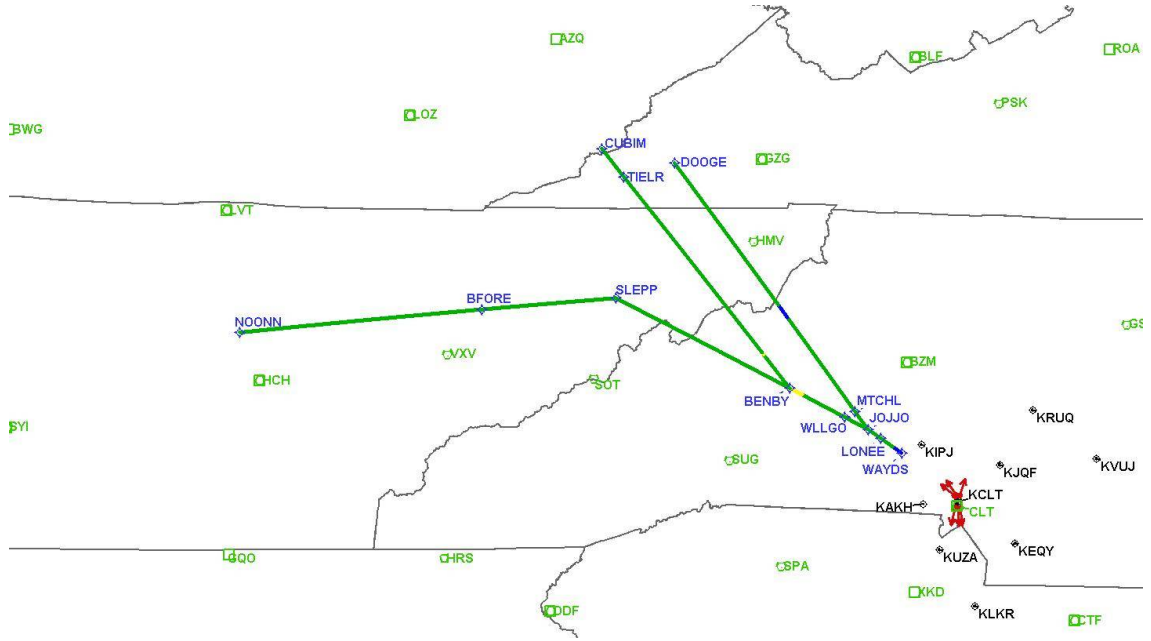 AZQ
BLF
ROA
LOZ
PSK
BWG
CUBIM
DOOGE
GZG
TIELR
LVT
HMV
SLEPP
BFORE
NOONN
GS
VXV
HCH
SOT
BZM
BENBY
MTCHL
KRUQ
JOJJO
WLLGO
SYI
LONEE
KIPJ
WAYDS
SUG
KJQF
KVUJ
KCLT
KAKH
CLT
GQO
HRS
KUZA
KEQY
SPA
XKD
ODF
KLKR
CTF